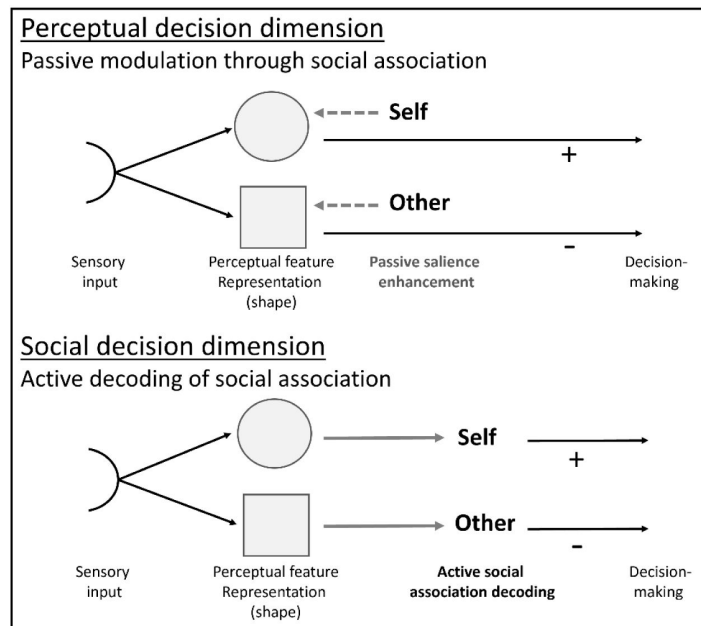 Perceptual decision dimension
Passive modulation through social association
Self
+
Other
-
Sensory
input
Perceptual feature
Representation
(shape)
Passive salience
enhancement
Decision-
making
Social decision dimension
Active decoding of social association
Self
+
Other
-
Sensory
input
Perceptual feature
Representation
(shape)
Active social
association decoding
Decision-
making